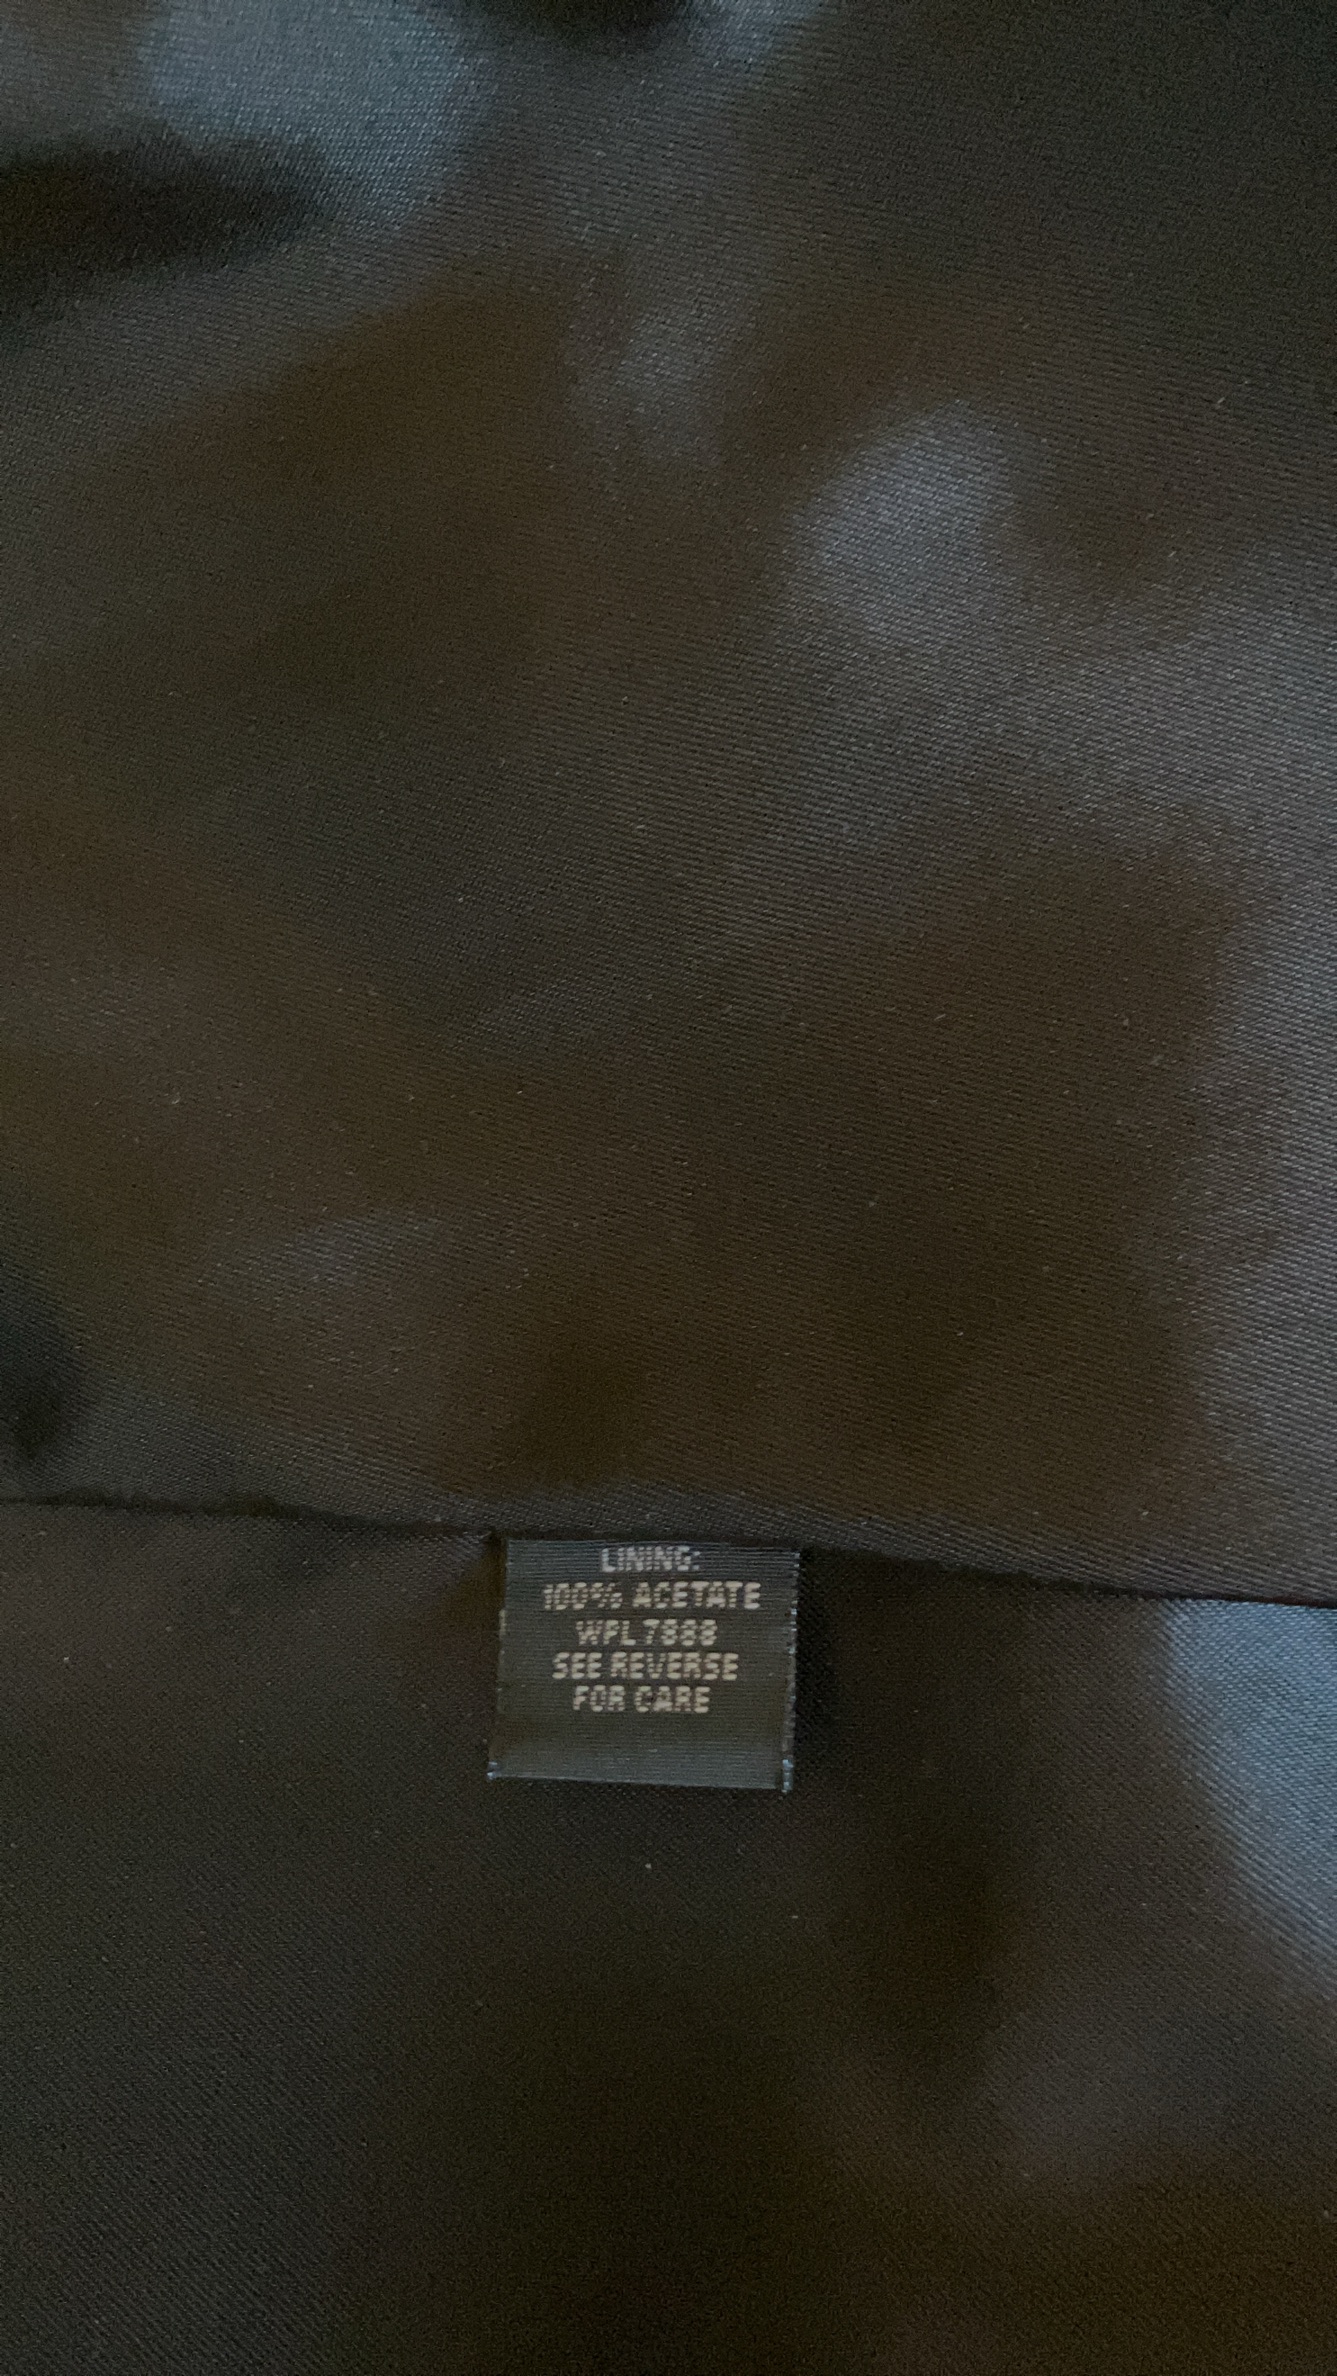 LINING:
100% ACETATE
WPL 7888
SEE REVERSE
FOR CARE